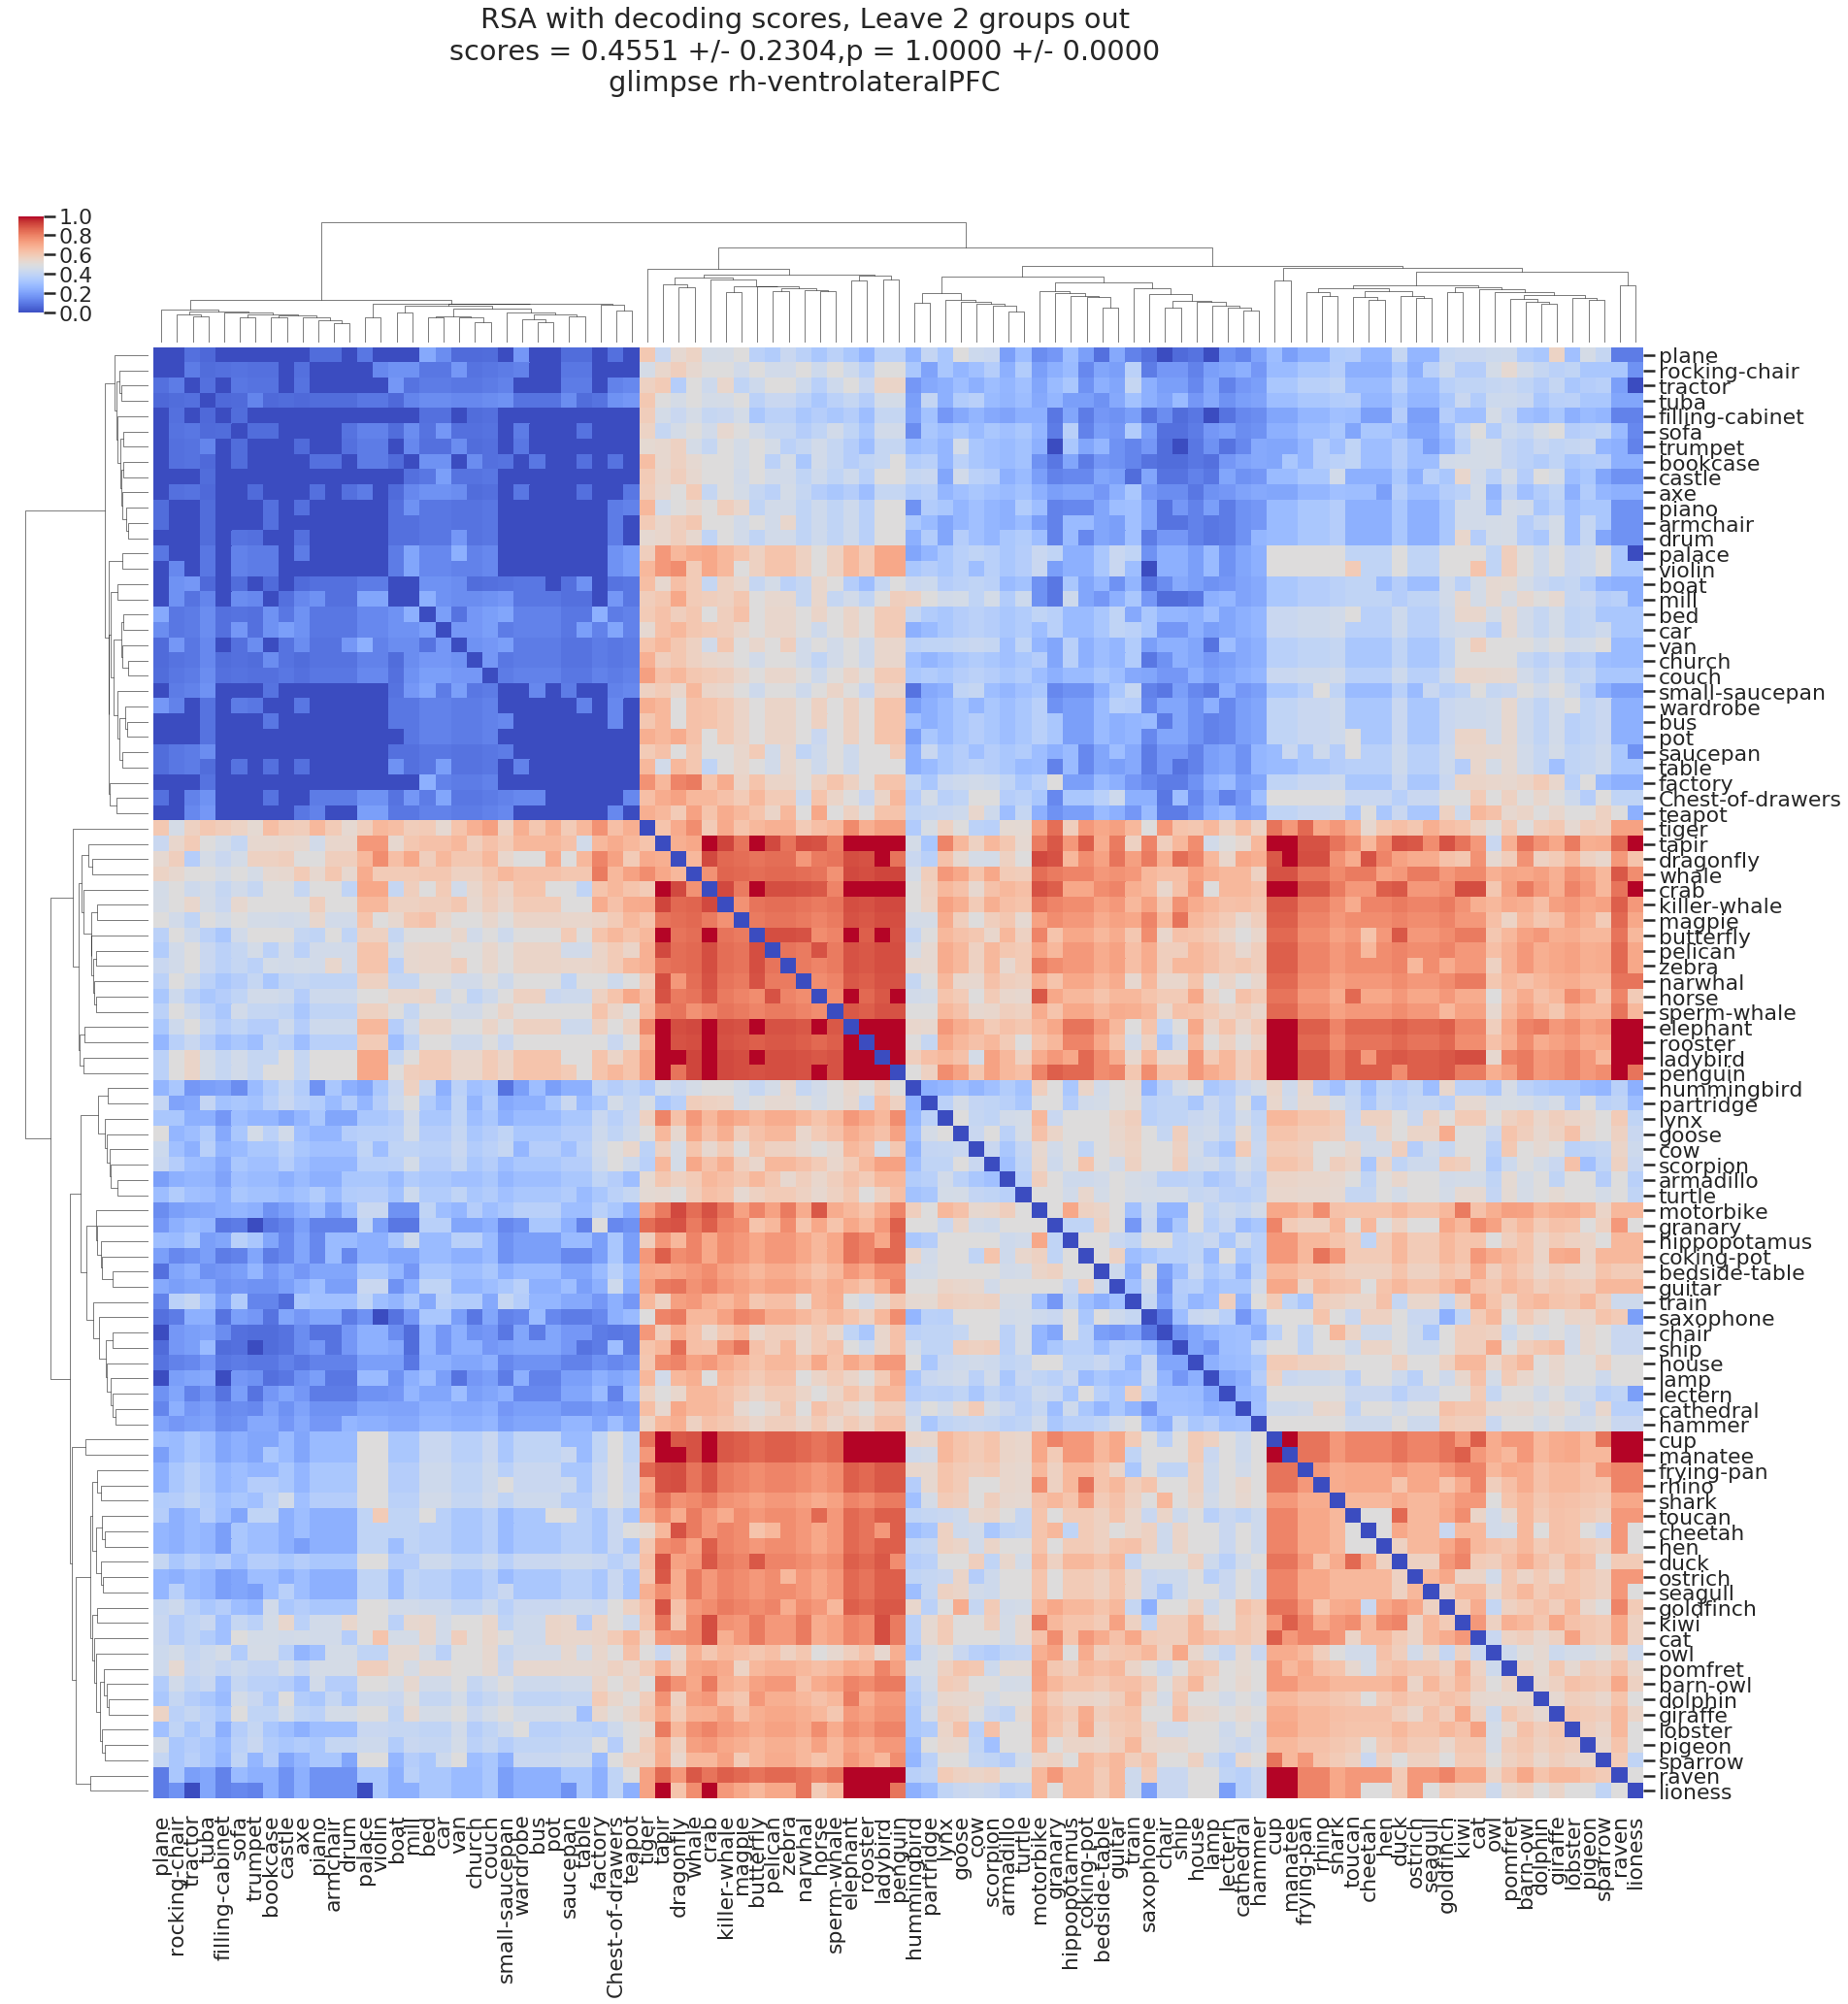 RSA with decoding scores, Leave 2 groups out
scores = 0.4551 +/- 0.2304,p = 1.0000 +/- 0.0000
glimpse rh-ventrolateralPFC
1.0
0.8
0.6
0.4
0.2
0.0
plane
rocking-chair
tractor
tuba
filling-cabinet
sofa
trumpet
bookcase
castle
axe
piano
armchair
drum
palace
violin
boat
mill
bed
car
van
church
couch
small-saucepan
wardrobe
bus
pot
saucepan
table
factory
Chest-of-drawers
teapot
tiger
tapir
dragonfly
whale
crab
killer-whale
magpie
butterfly
pelican
zebra
narwhal
horse
sperm-whale
elephant
rooster
ladybird
penguin
hummingbird
partridge
lynx
goose
cow
scorpion
armadillo
turtle
motorbike
granary
hippopotamus
coking-pot
bedside-table
guitar
train
saxophone
chair
ship
house
lamp
lectern
cathedral
hammer
cup
manatee
frying-pan
rhino
shark
toucan
cheetah
hen
duck
ostrich
seagull
goldfinch
kiwi
cat
owl
pomfret
barn-owl
dolphin
giraffe
lobster
pigeon
sparrow
raven
lioness
plane
rocking-chair
tractor
tuba
filling-cabinet
sofa
trumpet
bookcase
castle
axe
piano
armchair
drum
palace
violin
boat
mill
bed
car
van
church
couch
small-saucepan
wardrobe
bus
pot
saucepan
table
factory
Chest-of-drawers
teapot
tiger
tapir
dragonfly
whale
crab
killer-whale
magpie
butterfly
pelican
zebra
narwhal
horse
sperm-whale
elephant
rooster
ladybird
penguin
hummingbird
partridge
lynx
goose
cow
scorpion
armadillo
turtle
motorbike
granary
hippopotamus
coking-pot
bedside-table
guitar
train
saxophone
chair
ship
house
lamp
lectern
cathedral
hammer
cup
manatee
frying-pan
rhino
shark
toucan
cheetah
hen
duck
ostrich
seagull
goldfinch
kiwi
cat
owl
pomfret
barn-owl
dolphin
giraffe
lobster
pigeon
sparrow
raven
lioness